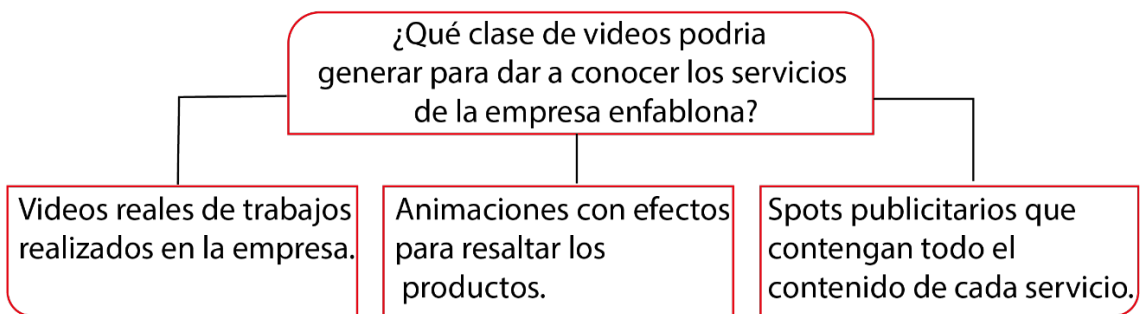 ¿Qué clase de videos podria
generar para dar a conocer los servicios
de la empresa enfablona?
Videos reales de trabajos
realizados en la empresa.
Animaciones con efectos
para resaltar los
productos.
Spots publicitarios que
contengan todo el
contenido de cada servicio.